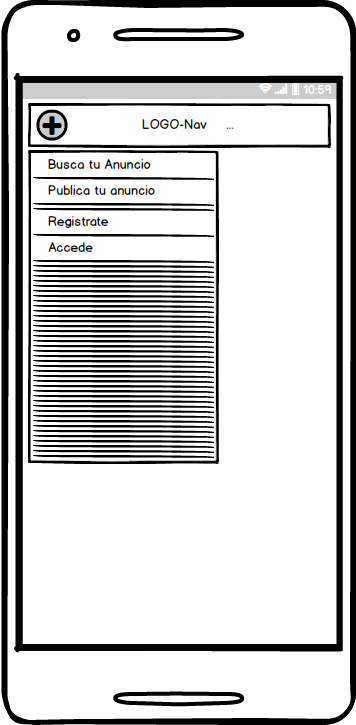 10:59
LOGO-Nav ...
Busca tu Anuncio
Publica tu anuncio
Registrate
Accede